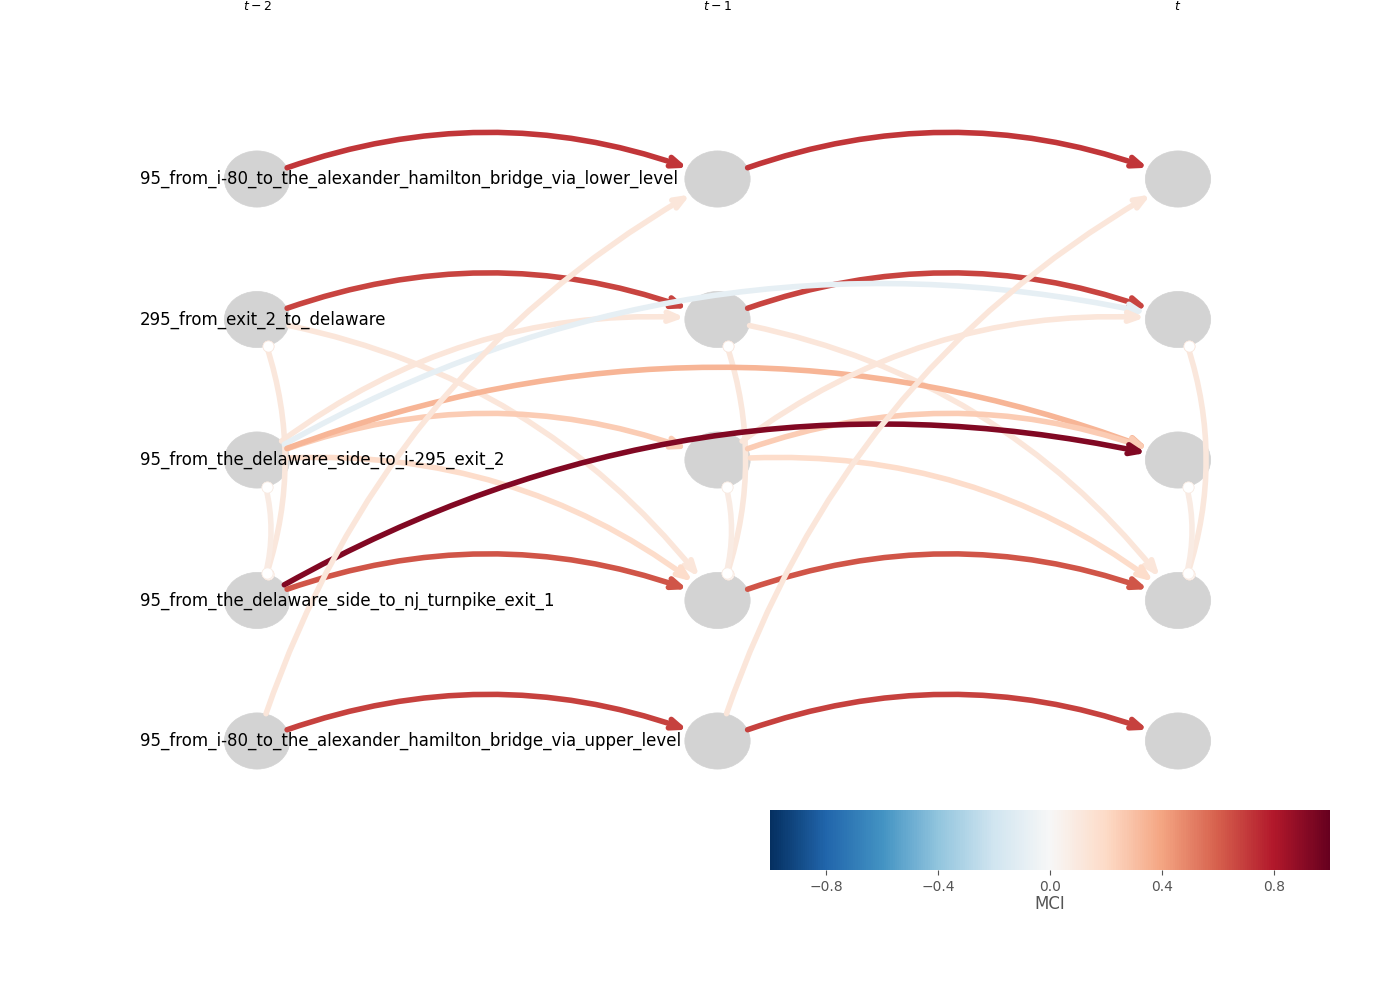 t − 2 t − 1 t
95_from_i-80_to_the_alexander_hamilton_bridge_via_lower_level
295_from_exit_2_to_delaware
95_from_the_delaware_side_to_i-295_exit_2
95_from_the_delaware_side_to_nj_turnpike_exit_1
95_from_i-80_to_the_alexander_hamilton_bridge_via_upper_level
−0.8 −0.4 0.0 0.4 0.8
MCI